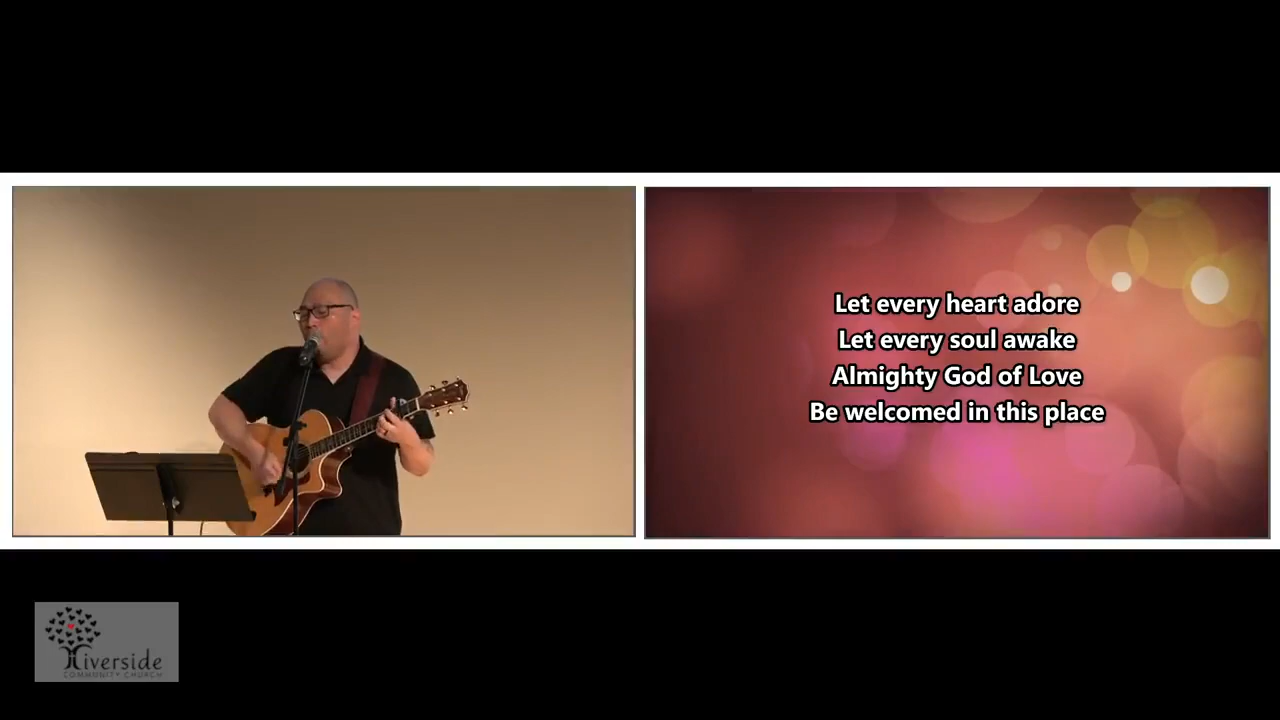 Let every heart adore
Let every soul awake
Almighty God of Love
Be welcomed in this place
Riverside
COMMUNITY CHURCH